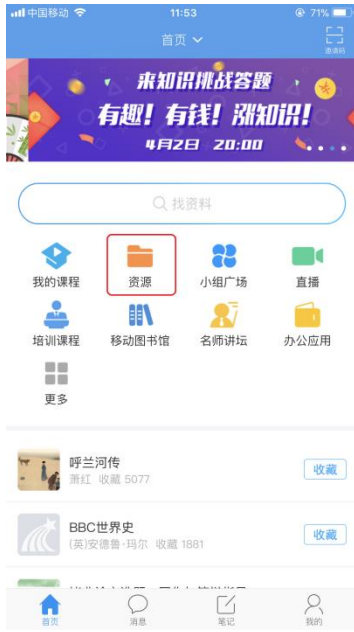 中国移动 11:53 71%
首页
邀请码
来知识挑战答题
有趣！有钱！涨知识！
4月2日 20:00
找资料
我的课程 资源 小组广场 直播
培训课程 移动图书馆 名师讲坛 办公应用
更多
呼兰河传
萧红 收藏 5077
收藏
BBC世界史
(英)安德鲁·玛尔 收藏 1881
收藏
首页 消息 笔记 我的